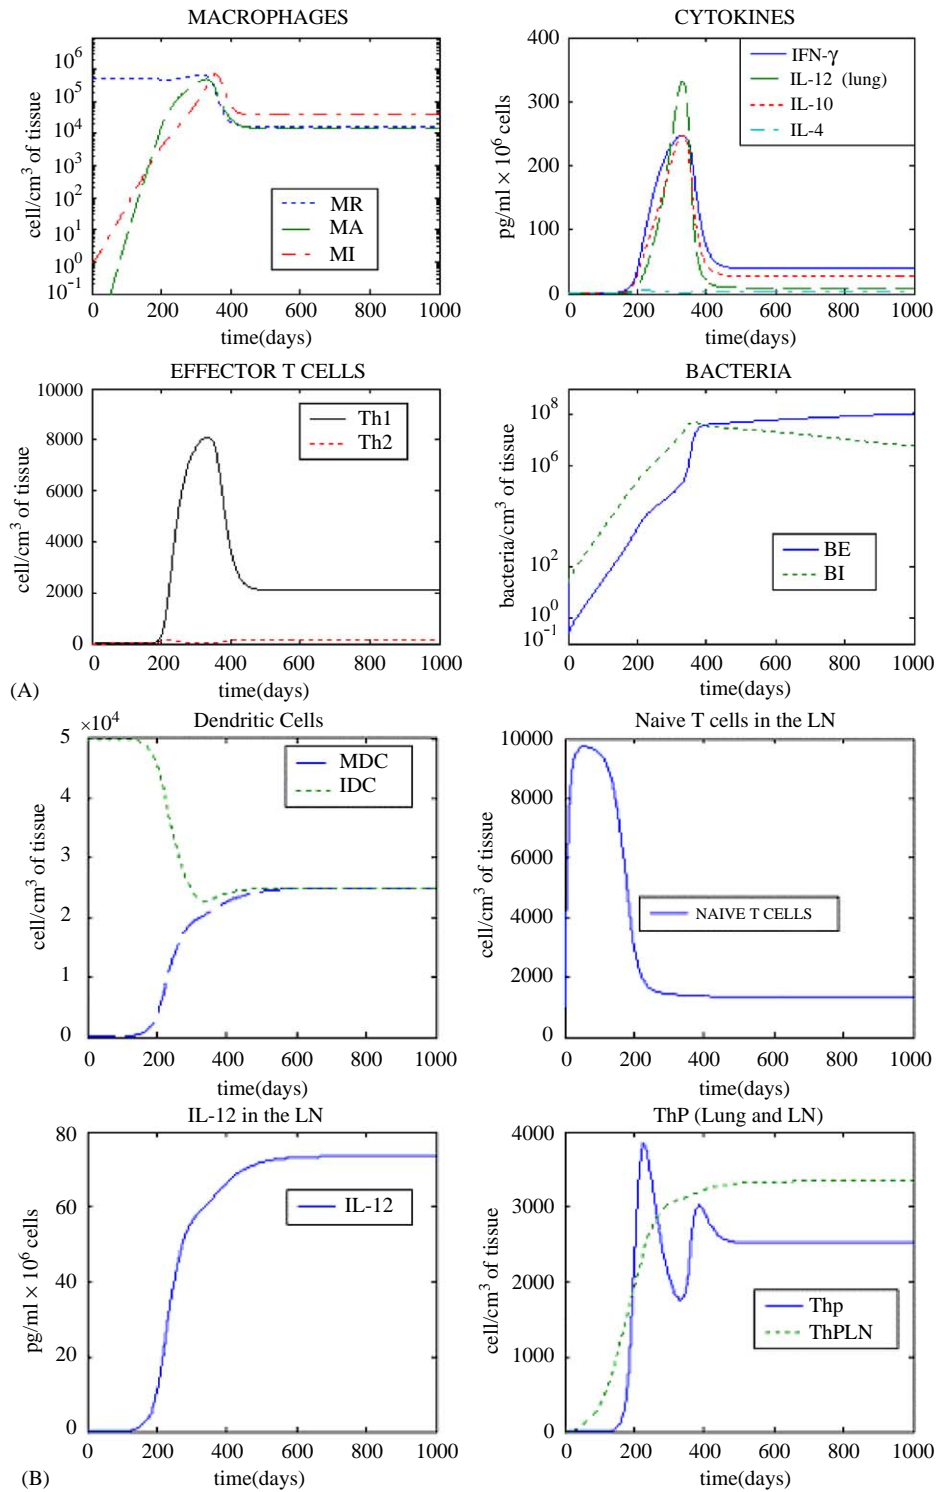 MACROPHAGES
10^6
10^5
10^4
10^3
10^2
10^1
10^0
10^-1
cell/cm^3 of tissue
MR
MA
MI
0 200 400 600 800 1000
time(days)
CYTOKINES
400
300
200
100
0
pg/ml × 10^6 cells
IFN-γ
IL-12 (lung)
IL-10
IL-4
0 200 400 600 800 1000
time(days)
EFFECTOR T CELLS
10000
8000
6000
4000
2000
0
cell/cm^3 of tissue
Th1
Th2
0 200 400 600 800 1000
time(days)
BACTERIA
10^8
10^6
10^2
10^0
10^-1
bacteria/cm^3 of tissue
BE
BI
0 200 400 600 800 1000
time(days)
(A)
Dendritic Cells
×10^4
5
4
3
2
1
0
cell/cm^3 of tissue
MDC
IDC
0 200 400 600 800 1000
time(days)
Naive T cells in the LN
10000
8000
6000
4000
2000
0
cell/cm^3 of tissue
NAIVE T CELLS
0 200 400 600 800 1000
time(days)
IL-12 in the LN
80
60
40
20
0
pg/ml × 10^6 cells
IL-12
0 200 400 600 800 1000
time(days)
ThP (Lung and LN)
4000
3000
2000
1000
0
cell/cm^3 of tissue
Thp
ThPLN
0 200 400 600 800 1000
time(days)
(B)